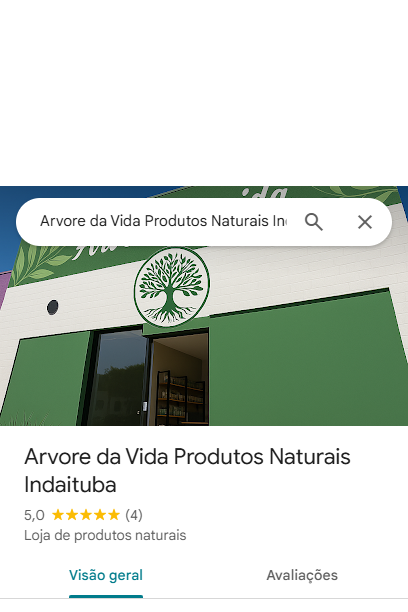 Arvore da Vida Produtos Naturais
Arvore da Vida Produtos Naturais
Indaituba
5,0 (4)
Loja de produtos naturais
Visão geral
Avaliações